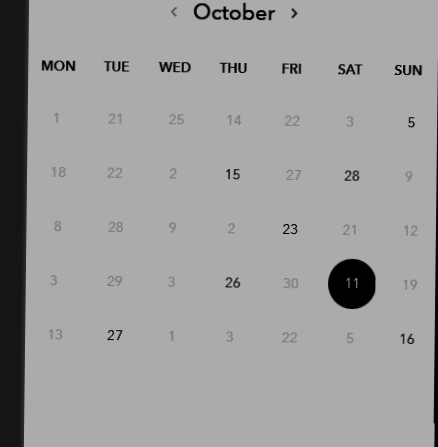 ‹ October ›
MON TUE WED THU FRI SAT SUN
1 21 25 14 22 3 5
18 22 2 15 27 28 9
8 28 9 2 23 21 12
3 29 3 26 30 11 19
13 27 1 3 22 5 16